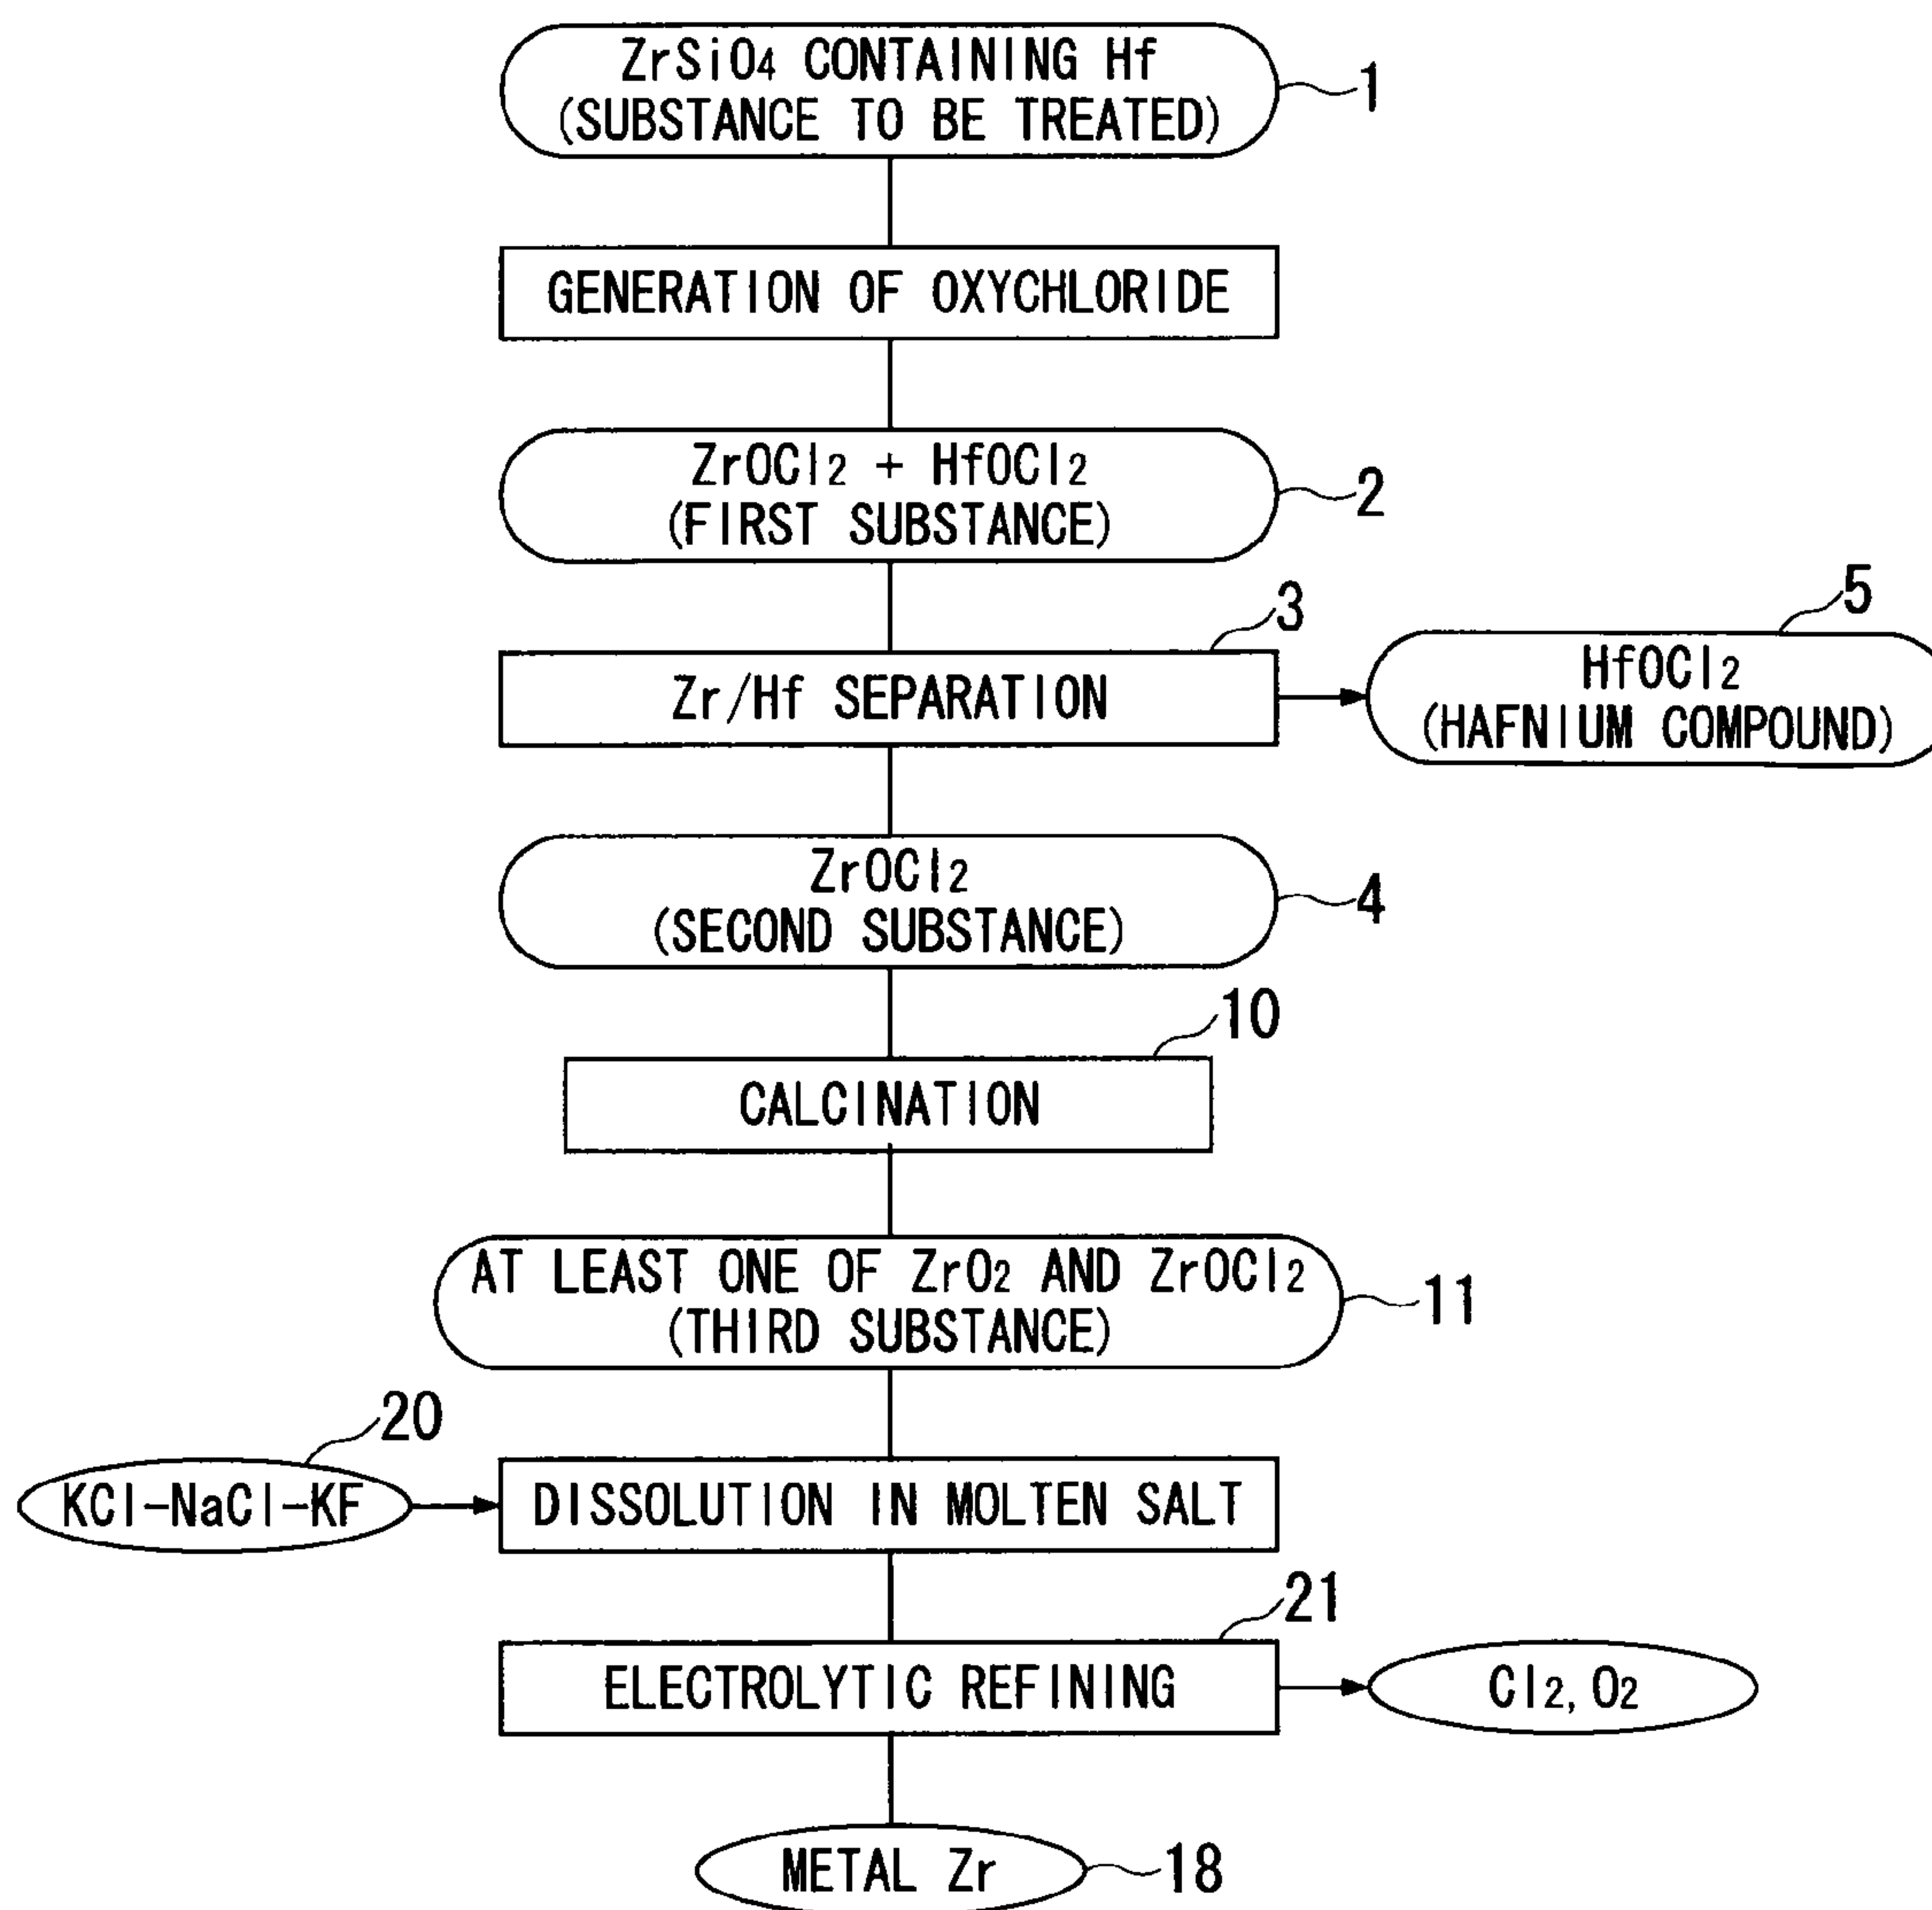 ZrSiO4 CONTAINING Hf
(SUBSTANCE TO BE TREATED)
1
GENERATION OF OXYCHLORIDE
ZrOCl2 + HfOCl2
(FIRST SUBSTANCE)
2
3
Zr/Hf SEPARATION
5
HfOCl2
(HAFNIUM COMPOUND)
ZrOCl2
(SECOND SUBSTANCE)
4
10
CALCINATION
AT LEAST ONE OF ZrO2 AND ZrOCl2
(THIRD SUBSTANCE)
11
20
KCl-NaCl-KF
DISSOLUTION IN MOLTEN SALT
21
ELECTROLYTIC REFINING
Cl2, O2
METAL Zr
18